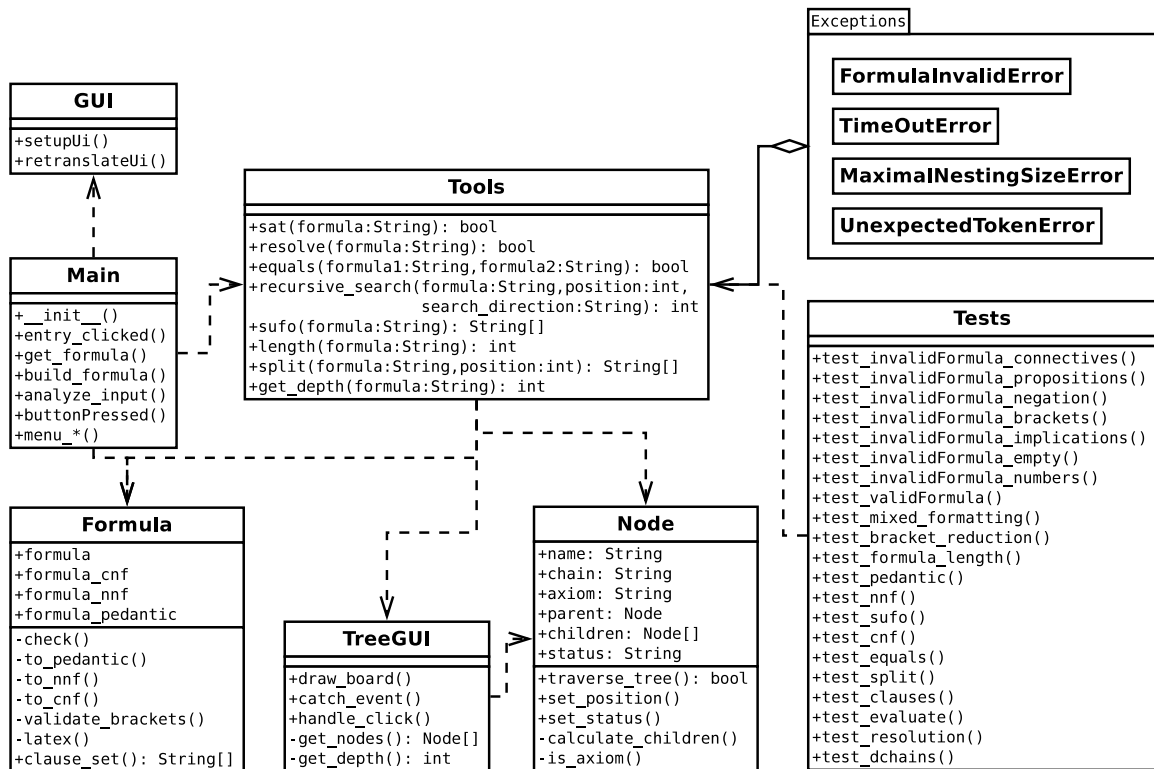 Exceptions
FormulaInvalidError
TimeOutError
MaximalNestingSizeError
UnexpectedTokenError
GUI
+setupUi()
+retranslateUi()
Tools
+sat(formula:String): bool
+resolve(formula:String): bool
+equals(formula1:String,formula2:String): bool
+recursive_search(formula:String,position:int,
search_direction:String): int
+sufo(formula:String): String[]
+length(formula:String): int
+split(formula:String,position:int): String[]
+get_depth(formula:String): int
Main
+__init__()
+entry_clicked()
+get_formula()
+build_formula()
+analyze_input()
+buttonPressed()
+menu_*()
Tests
+test_invalidFormula_connectives()
+test_invalidFormula_propositions()
+test_invalidFormula_negation()
+test_invalidFormula_brackets()
+test_invalidFormula_implications()
+test_invalidFormula_empty()
+test_invalidFormula_numbers()
+test_validFormula()
+test_mixed_formatting()
+test_bracket_reduction()
+test_formula_length()
+test_pedantic()
+test_nnf()
+test_sufo()
+test_cnf()
+test_equals()
+test_split()
+test_clauses()
+test_evaluate()
+test_resolution()
+test_dchains()
Formula
+formula
+formula_cnf
+formula_nnf
+formula_pedantic
-check()
-to_pedantic()
-to_nnf()
-to_cnf()
-validate_brackets()
-latex()
+clause_set(): String[]
TreeGUI
+draw_board()
+catch_event()
+handle_click()
-get_nodes(): Node[]
-get_depth(): int
Node
+name: String
+chain: String
+axiom: String
+parent: Node
+children: Node[]
+status: String
+traverse_tree(): bool
+set_position()
+set_status()
-calculate_children()
-is_axiom()